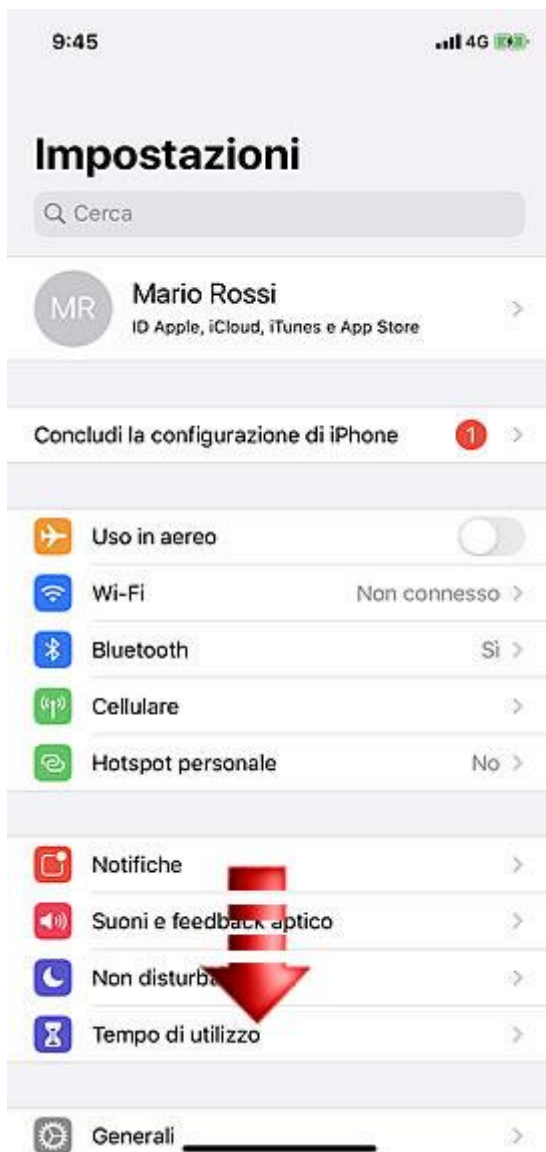 9:45
4G
Impostazioni
Cerca
MR
Mario Rossi
ID Apple, iCloud, iTunes e App Store
Concludi la configurazione di iPhone 1
Uso in aereo
Wi-Fi Non connesso
Bluetooth Sì
Cellulare
Hotspot personale No
Notifiche
Suoni e feedback aptico
Non disturba
Tempo di utilizzo
Generali